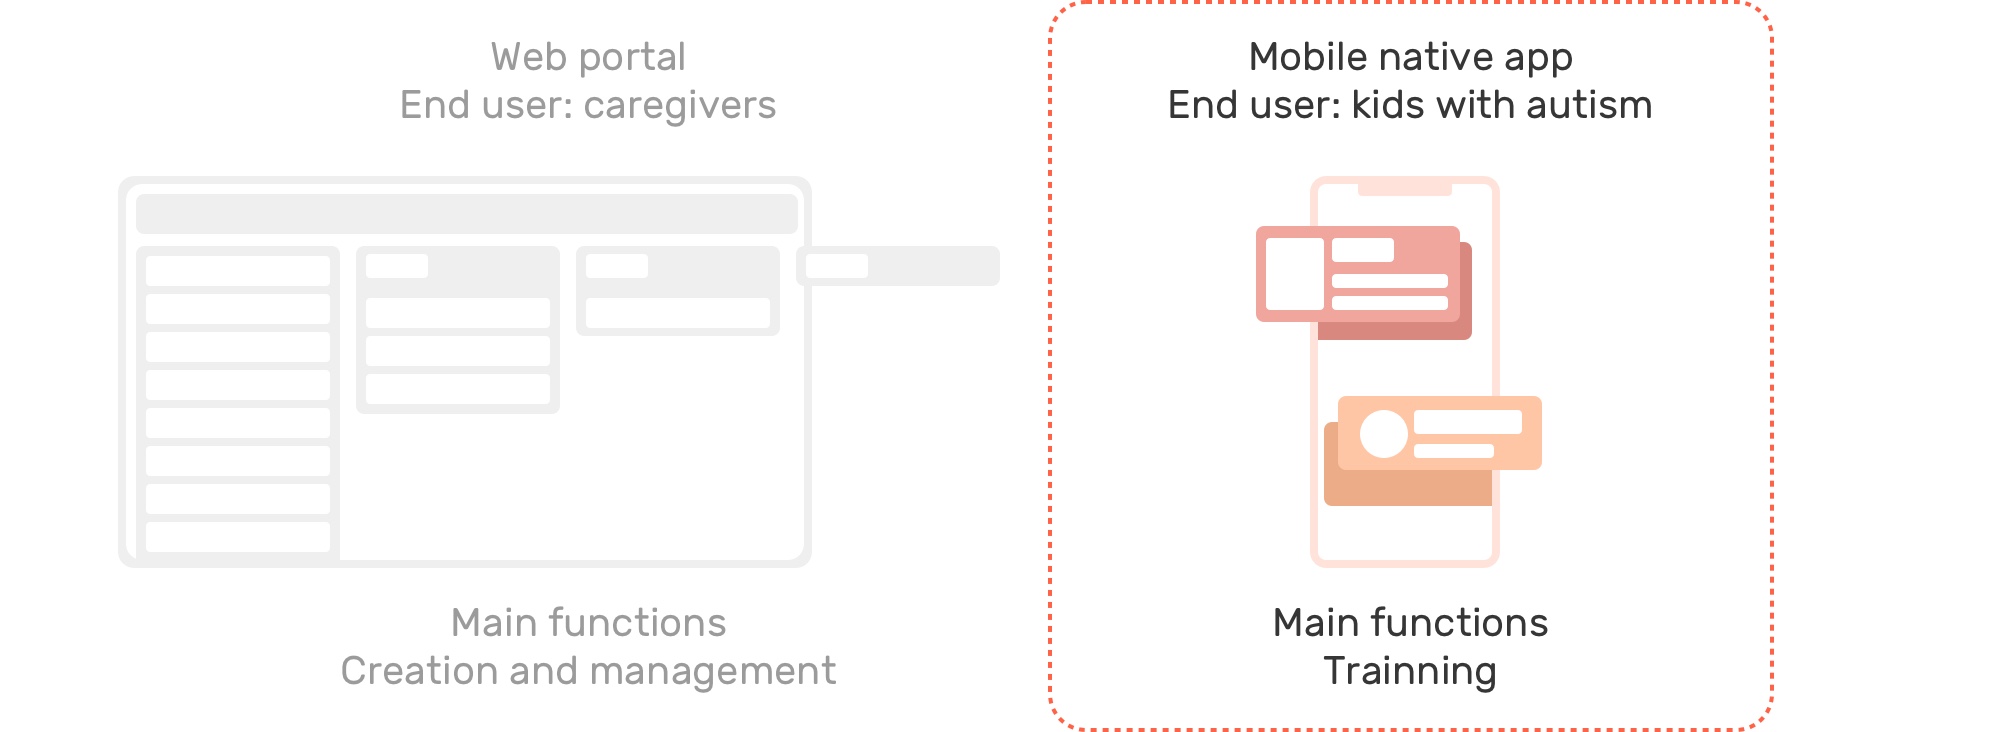 Web portal
End user: caregivers
Main functions
Creation and management
Mobile native app
End user: kids with autism
Main functions
Trainning